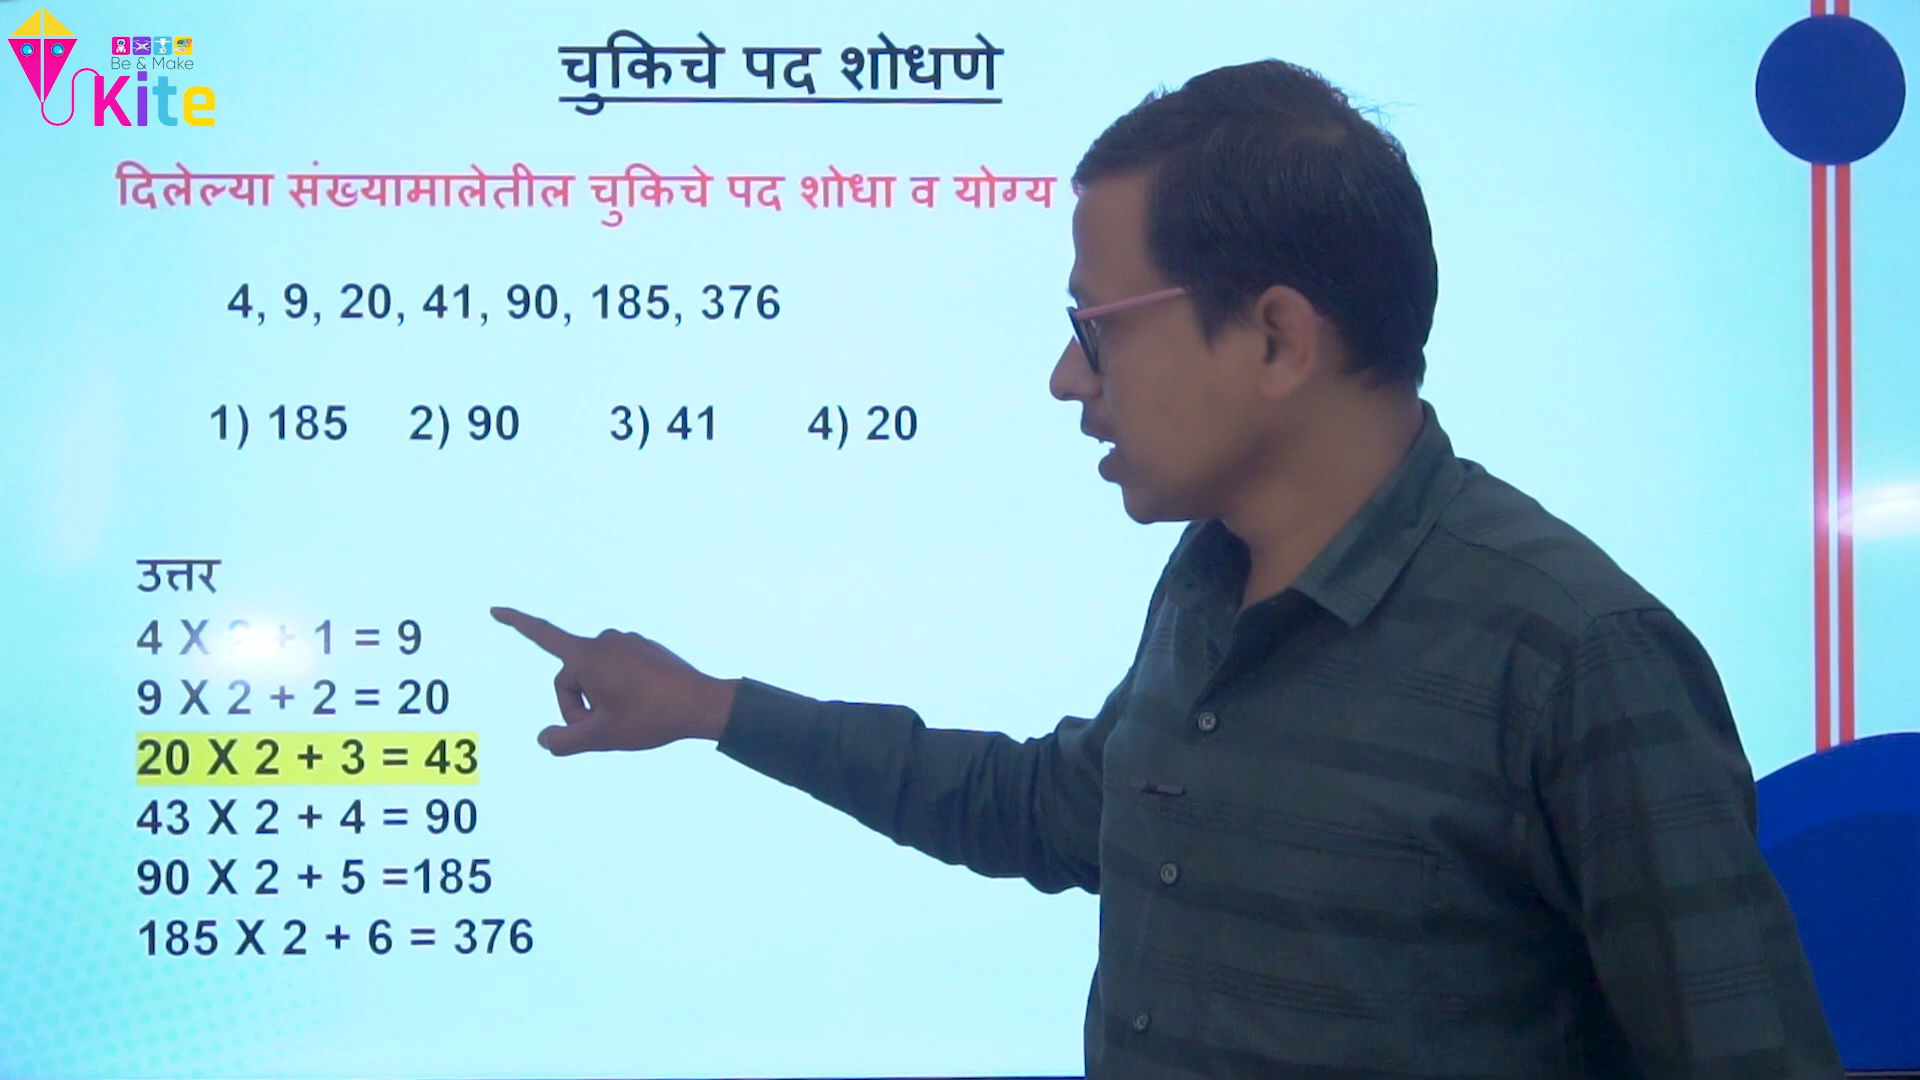 Be & Make
Kite
चुकिचे पद शोधणे
दिलेल्या संख्यामालेतील चुकिचे पद शोधा व योग्य
4, 9, 20, 41, 90, 185, 376
1) 185 2) 90 3) 41 4) 20
उत्तर
4 X 2 + 1 = 9
9 X 2 + 2 = 20
20 X 2 + 3 = 43
43 X 2 + 4 = 90
90 X 2 + 5 =185
185 X 2 + 6 = 376